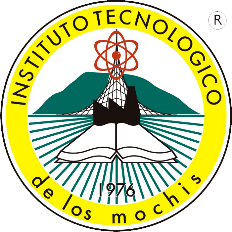 INSTITUTO TECNOLOGICO
®
1976
de los mochis